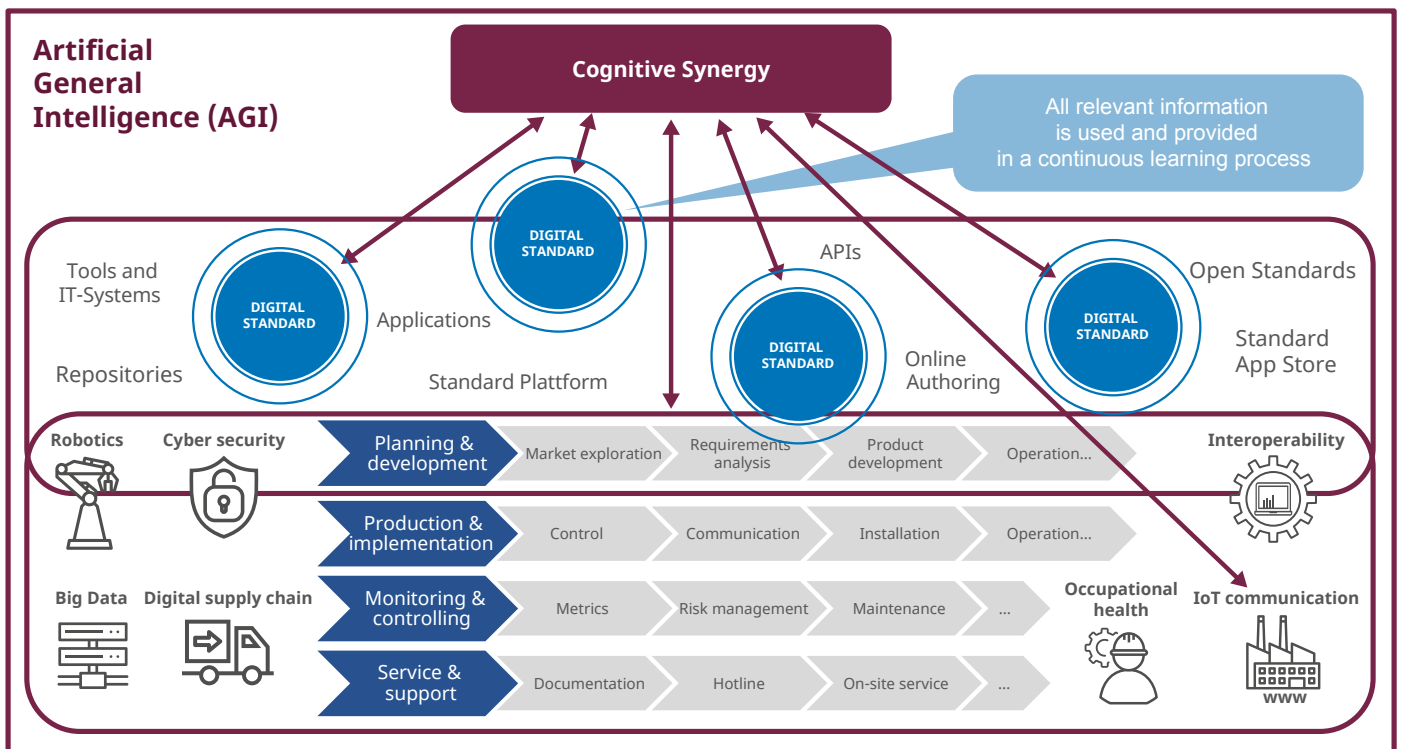 Artificial
General
Intelligence (AGI)
Cognitive Synergy
All relevant information
is used and provided
in a continuous learning process
DIGITAL
STANDARD
DIGITAL
STANDARD
APIs
Tools and
IT-Systems
Open Standards
DIGITAL
STANDARD
Applications
DIGITAL
STANDARD
Standard
App Store
Repositories
Standard Plattform
Online
Authoring
Robotics
Cyber security
Planning &
development
Market exploration
Requirements
analysis
Product
development
Operation...
Interoperability
Production &
implementation
Control
Communication
Installation
Operation...
Big Data
Digital supply chain
Monitoring &
controlling
Metrics
Risk management
Maintenance
...
Occupational
health
IoT communication
Service &
support
Documentation
Hotline
On-site service
...
www